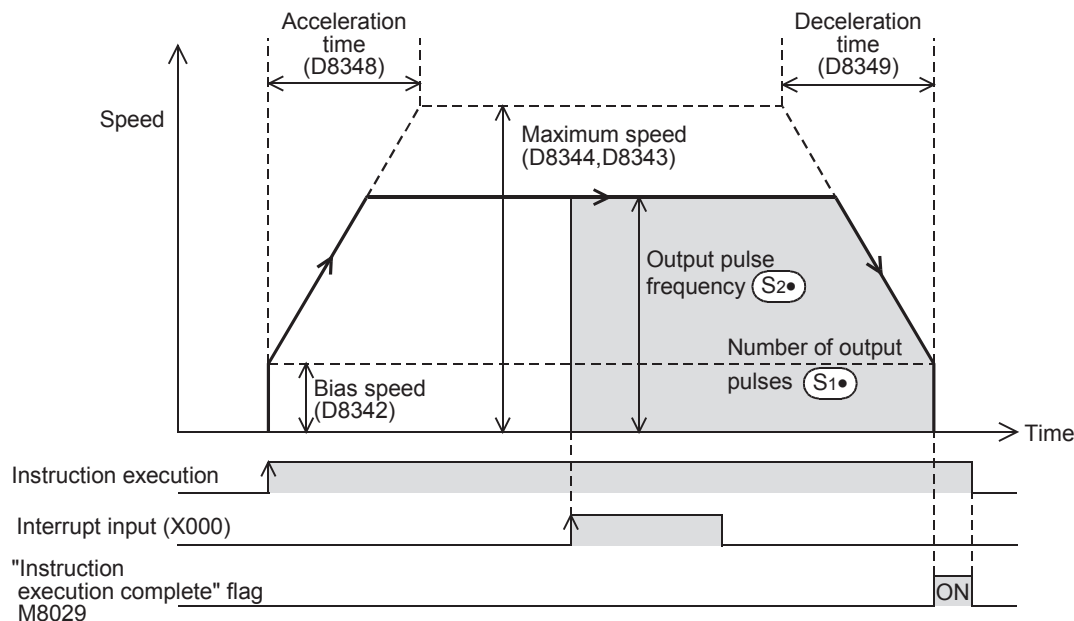 Acceleration
time
(D8348)
Deceleration
time
(D8349)
Speed
Maximum speed
(D8344,D8343)
Output pulse
frequency S2•
Number of output
pulses S1•
Bias speed
(D8342)
Time
Instruction execution
Interrupt input (X000)
"Instruction
execution complete" flag
M8029
ON